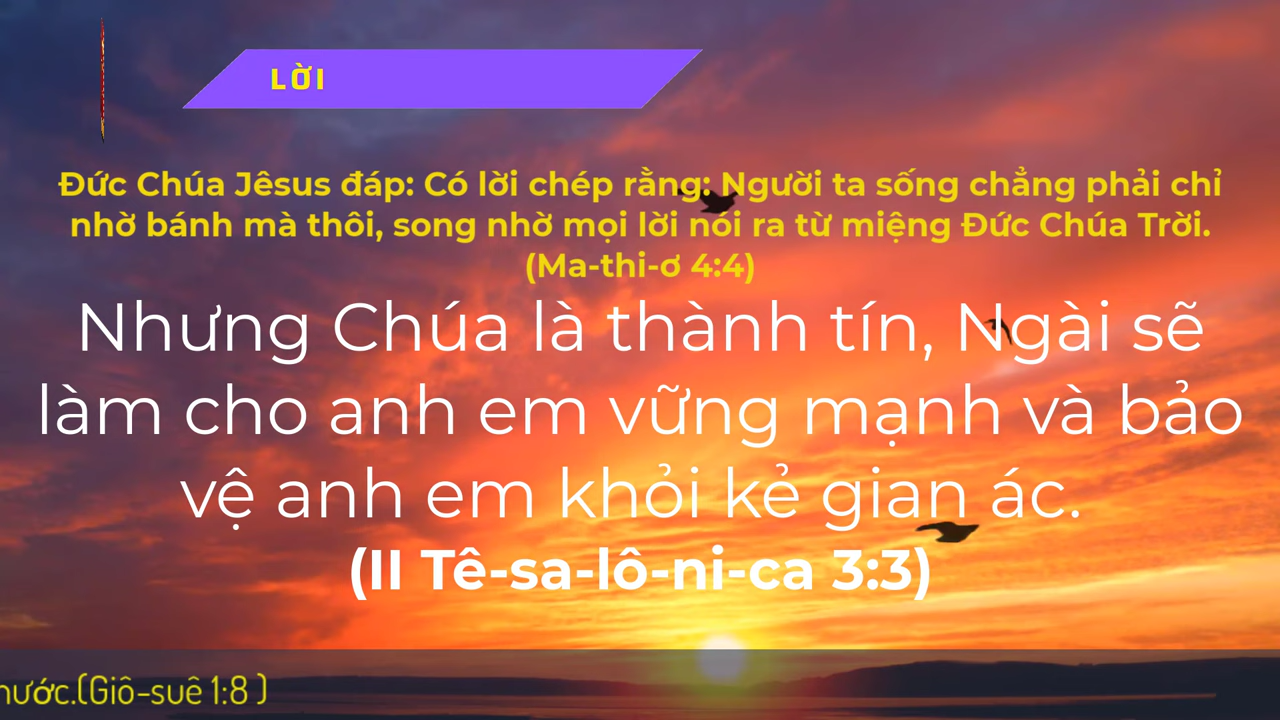 LỜI
Đức Chúa Jêsus đáp: Có lời chép rằng: Người ta sống chẳng phải chỉ
nhờ bánh mà thôi, song nhờ mọi lời nói ra từ miệng Đức Chúa Trời.
(Ma-thi-ơ 4:4)
Nhưng Chúa là thành tín, Ngài sẽ
làm cho anh em vững mạnh và bảo
vệ anh em khỏi kẻ gian ác.
(II Tê-sa-lô-ni-ca 3:3)
hước.(Giô-suê 1:8 )